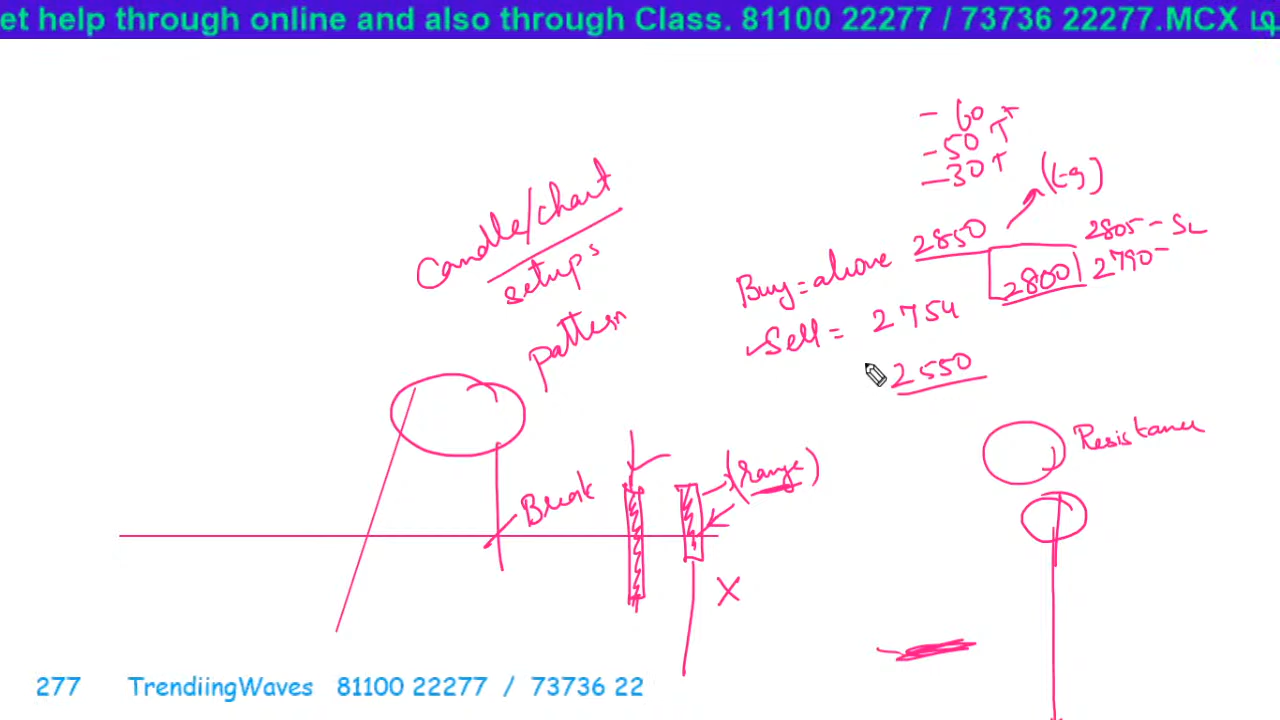 et help through online and also through Class. 81100 22277 / 73736 22277.MCX
- 60
- 50 T
- 30 T
Candle/chart
setups
pattern
(tg)
Buy = above 2850
2805 - SL
2800 2790 -
Sell = 2754
2550
Resistance
(range)
Break
X
277 TrendiingWaves 81100 22277 / 73736 22